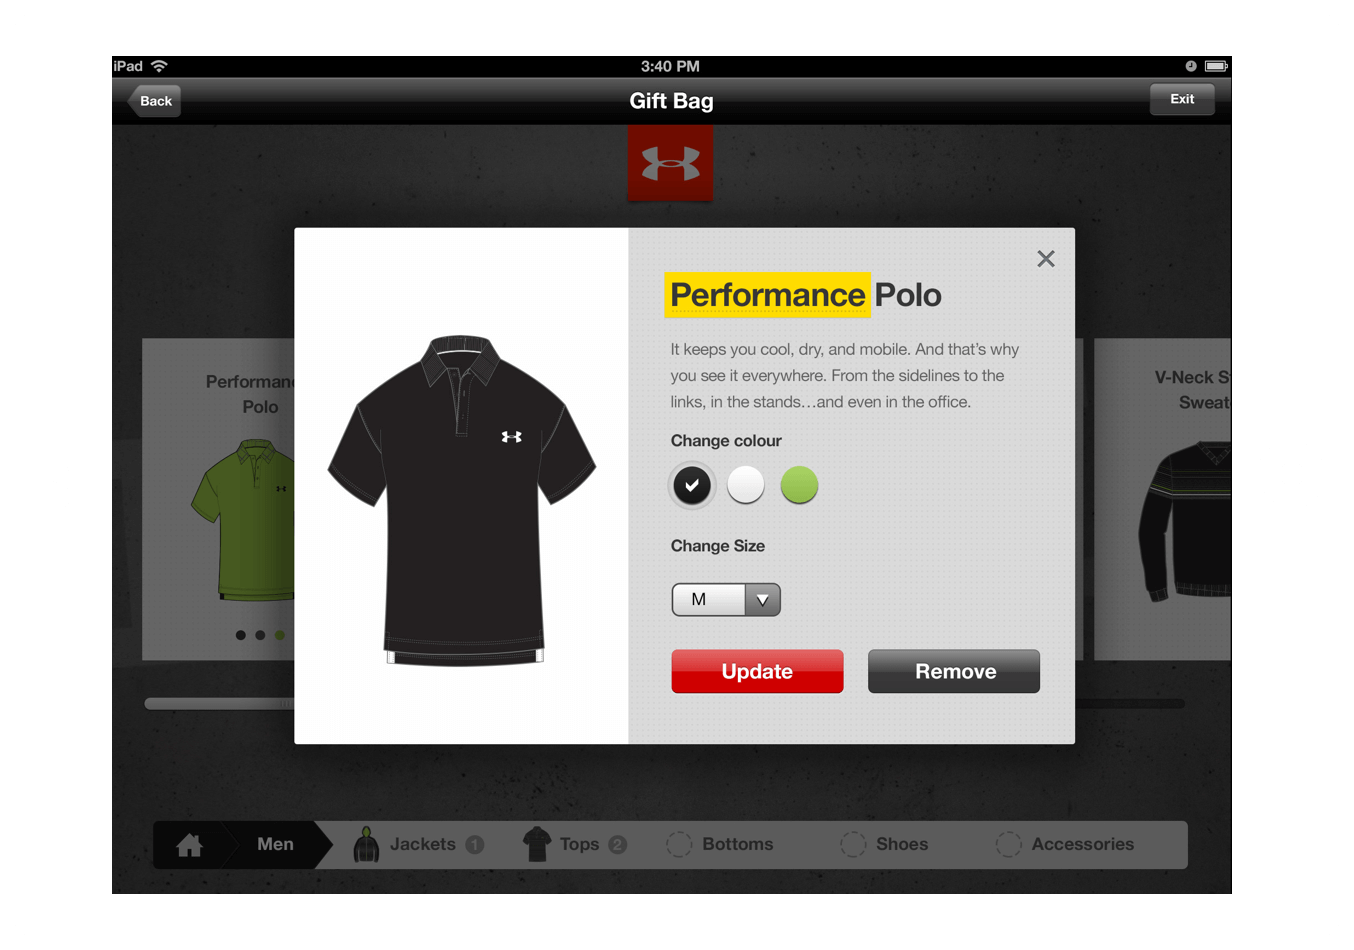 iPad
3:40 PM
Back
Gift Bag
Exit
Performance Polo
It keeps you cool, dry, and mobile. And that's why
you see it everywhere. From the sidelines to the
links, in the stands...and even in the office.
Change colour
Change Size
M
Update
Remove
Performanc
Polo
V-Neck S
Sweat
Men
Jackets 1
Tops 2
Bottoms
Shoes
Accessories